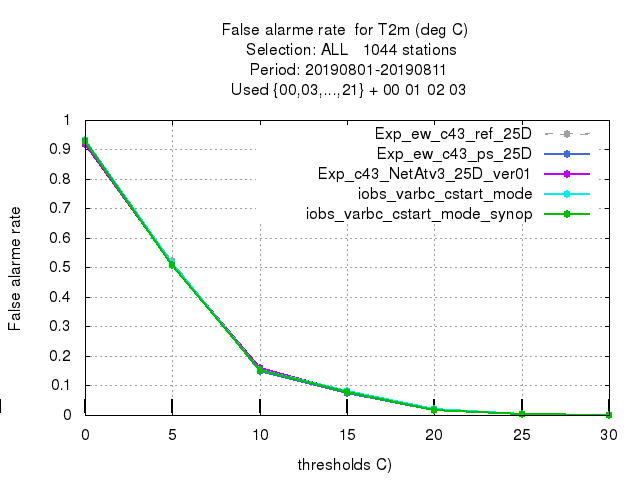 False alarme rate  for T2m (deg C)
Selection: ALL   1044 stations
Period: 20190801-20190811
Used {00,03,...,21} + 00 01 02 03
1
0.9
0.8
0.7
0.6
0.5
0.4
0.3
0.2
0.1
0
False alarme rate
Exp_ew_c43_ref_25D
Exp_ew_c43_ps_25D
Exp_c43_NetAtv3_25D_ver01
iobs_varbc_cstart_mode
iobs_varbc_cstart_mode_synop
0 5 10 15 20 25 30
thresholds C)